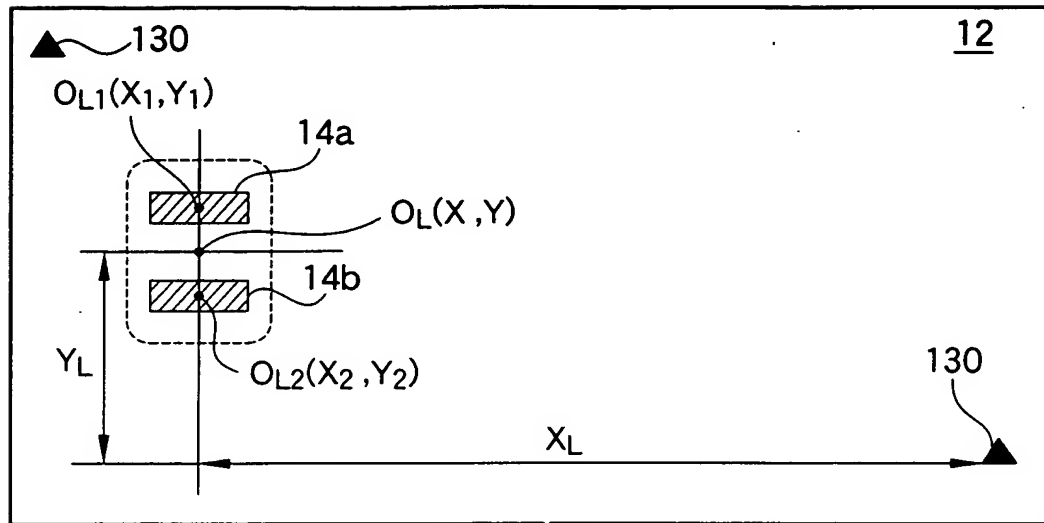 130
12
OL1(X1,Y1)
14a
OL(X,Y)
14b
YL
OL2(X2,Y2)
130
XL